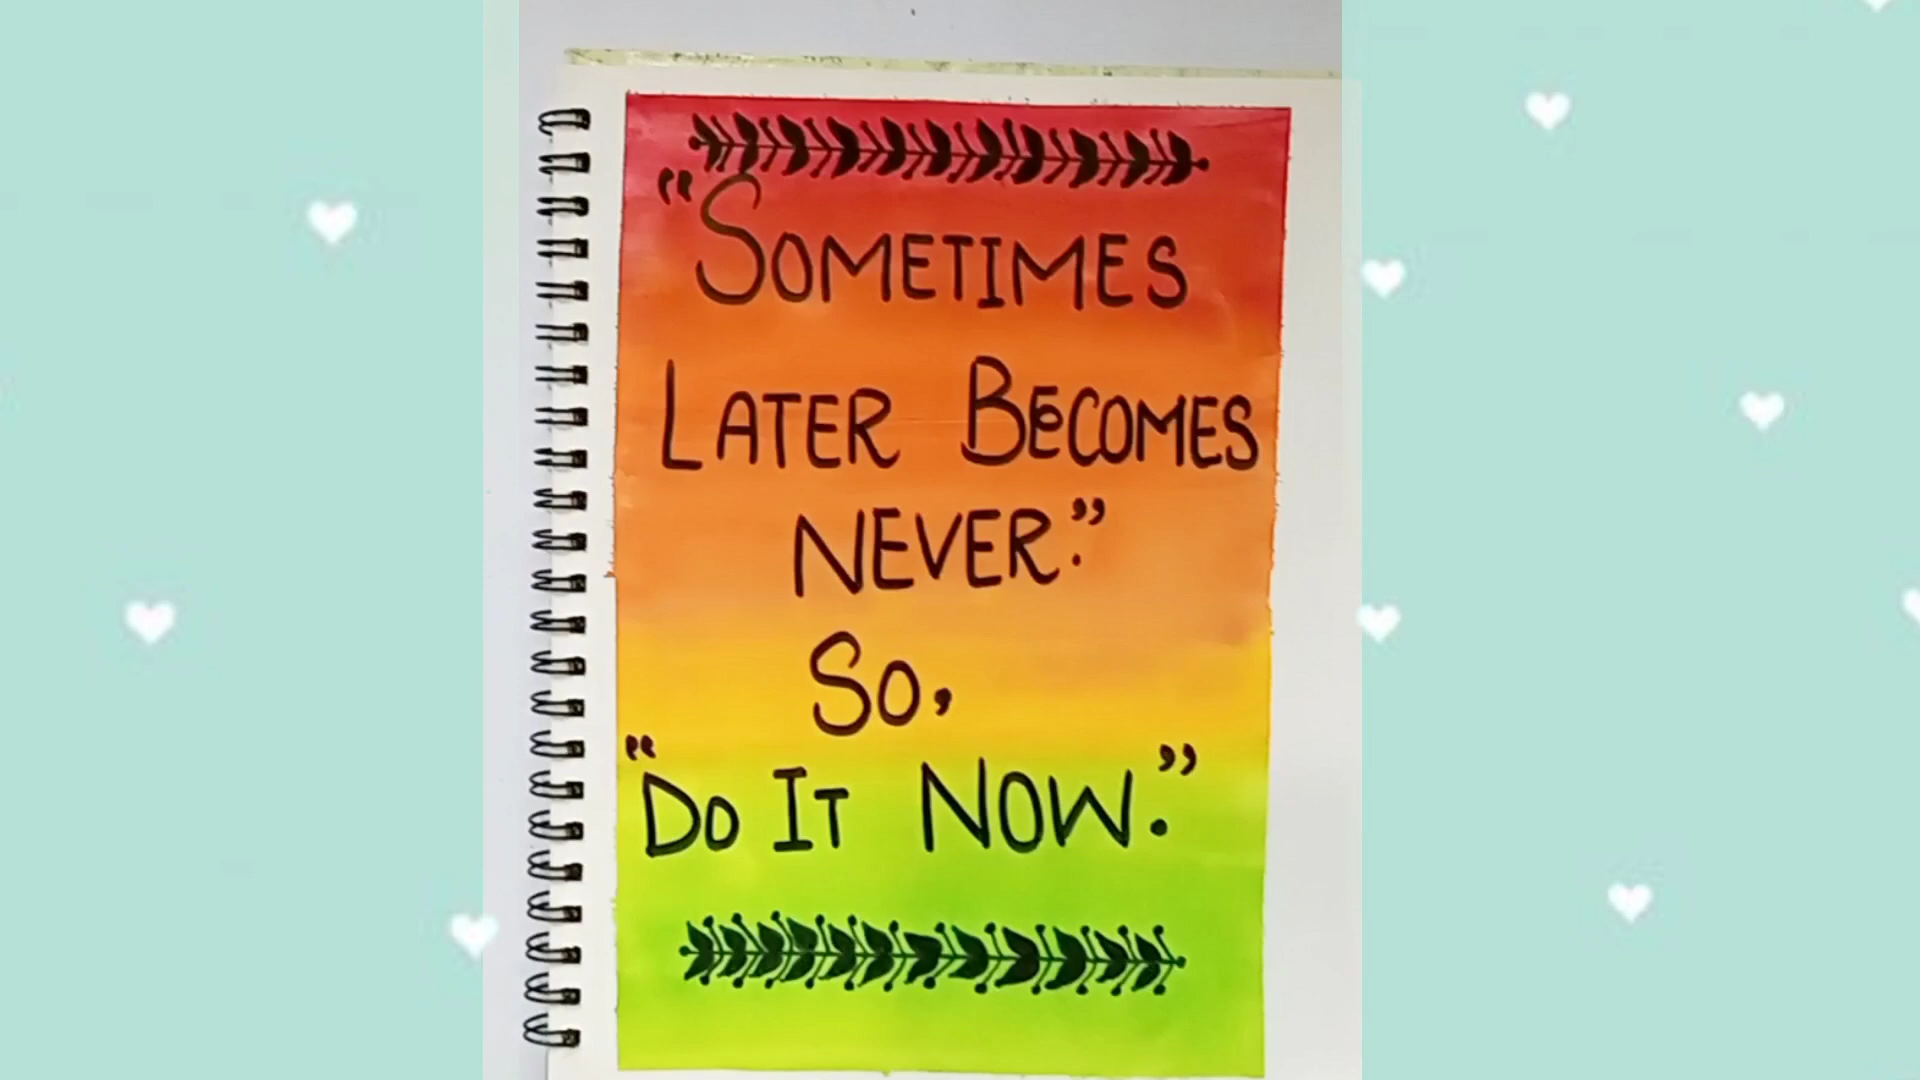 "SOMETIMES
LATER BECOMES
NEVER."
SO,
"DO IT NOW."